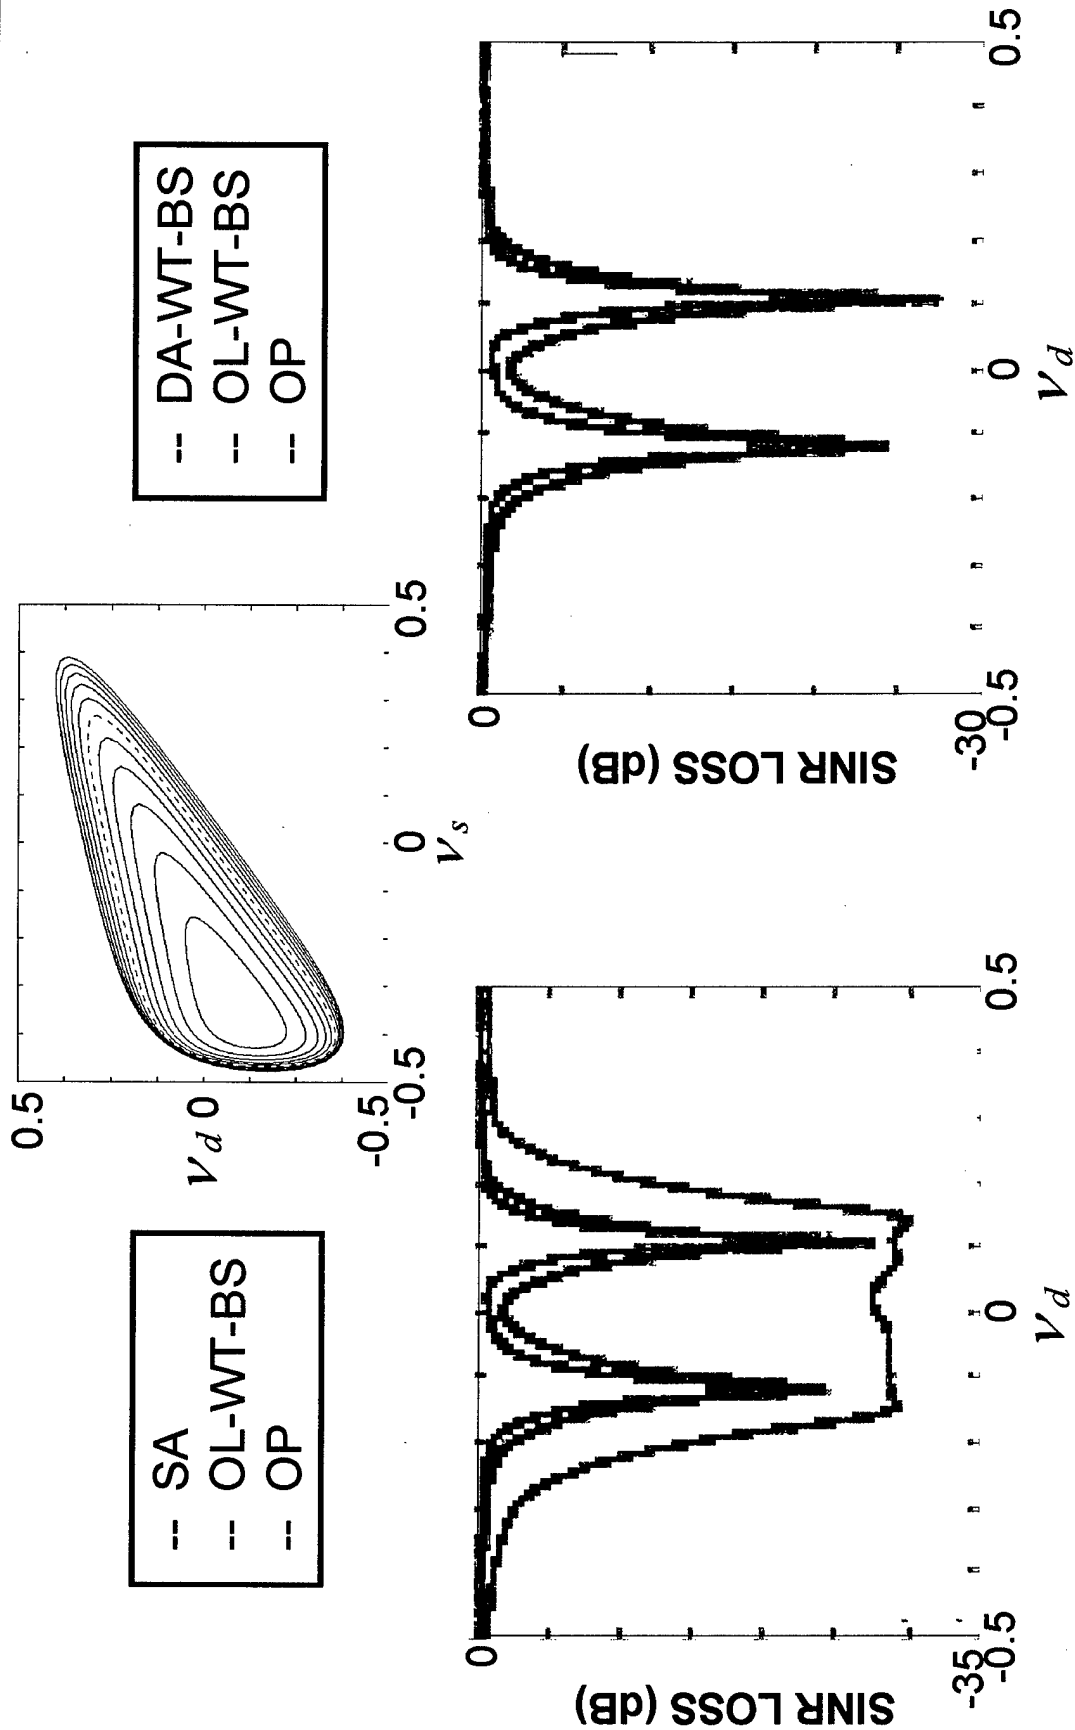 -- SA
-- OL-WT-BS
-- OP
0.5
ν_d 0
-0.5
-0.5
0
0.5
ν_s
-- DA-WT-BS
-- OL-WT-BS
-- OP
SINR LOSS (dB)
0
-35
-0.5
0
0.5
ν_d
SINR LOSS (dB)
0
-30
-0.5
0
0.5
ν_d